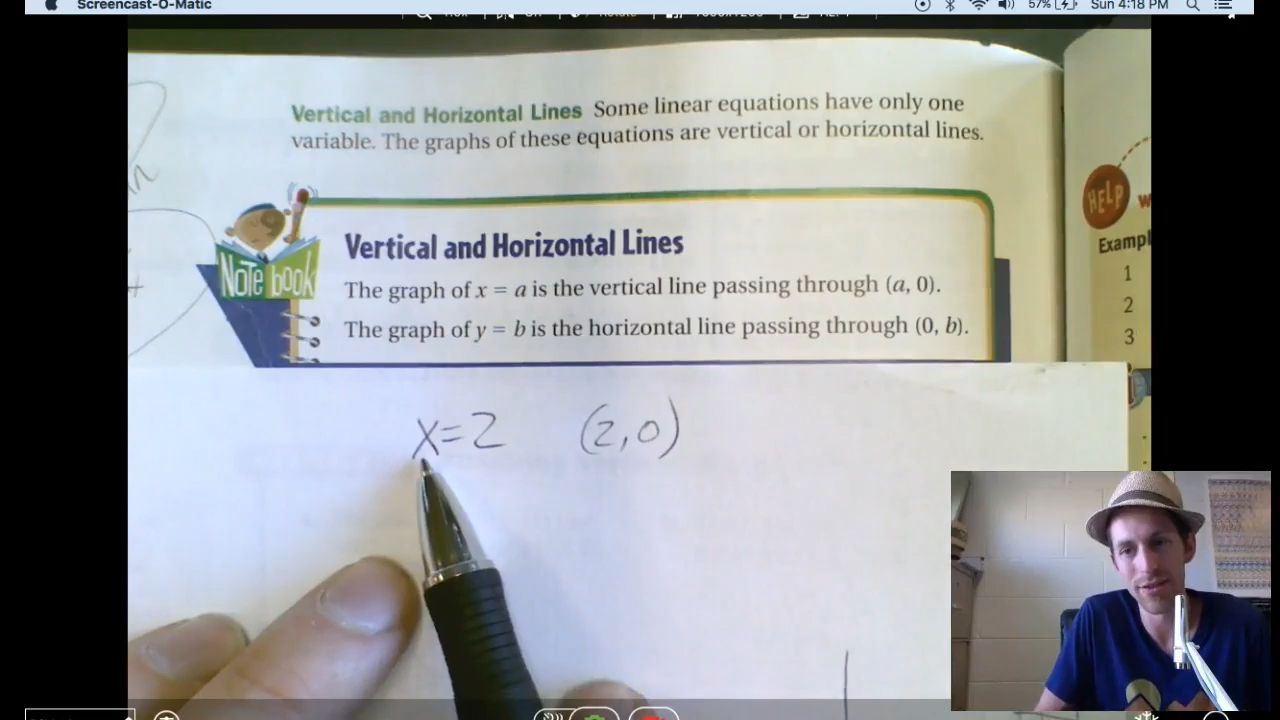 Screencast-O-Matic
57%
Sun 4:18 PM
Vertical and Horizontal Lines Some linear equations have only one
variable. The graphs of these equations are vertical or horizontal lines.
HELP
Note book
Vertical and Horizontal Lines
The graph of x = a is the vertical line passing through (a, 0).
The graph of y = b is the horizontal line passing through (0, b).
Exampl
1
2
3
x=2 (2,0)